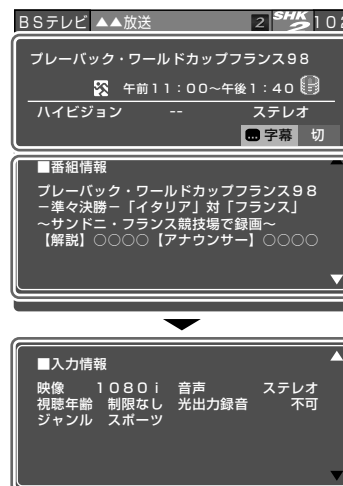 BSテレビ ▲▲放送 2 SHK2 102
プレーバック・ワールドカップフランス98
午前11:00～午後1:40
ハイビジョン -- ステレオ
字幕 切
■番組情報
プレーバック・ワールドカップフランス98
－準々決勝－「イタリア」対「フランス」
～サンドニ・フランス競技場で録画～
【解説】○○○○【アナウンサー】○○○○
■入力情報
映像 1080i 音声 ステレオ
視聴年齢 制限なし 光出力録音 不可
ジャンル スポーツ